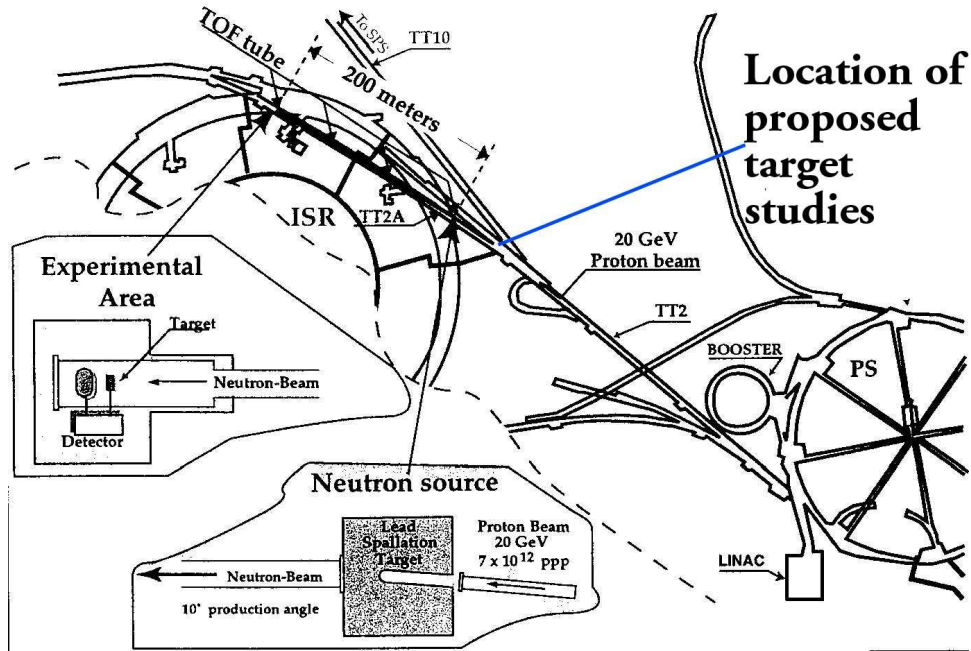 To SPS
TT10
TOF tube
200 meters
Location of
proposed
target
studies
ISR
TT2A
20 GeV
Proton beam
TT2
Experimental
Area
Target
Neutron-Beam
Detector
BOOSTER
PS
Neutron source
Lead
Spallation
Target
Proton Beam
20 GeV
7 x 10¹² ppp
Neutron-Beam
10° production angle
LINAC